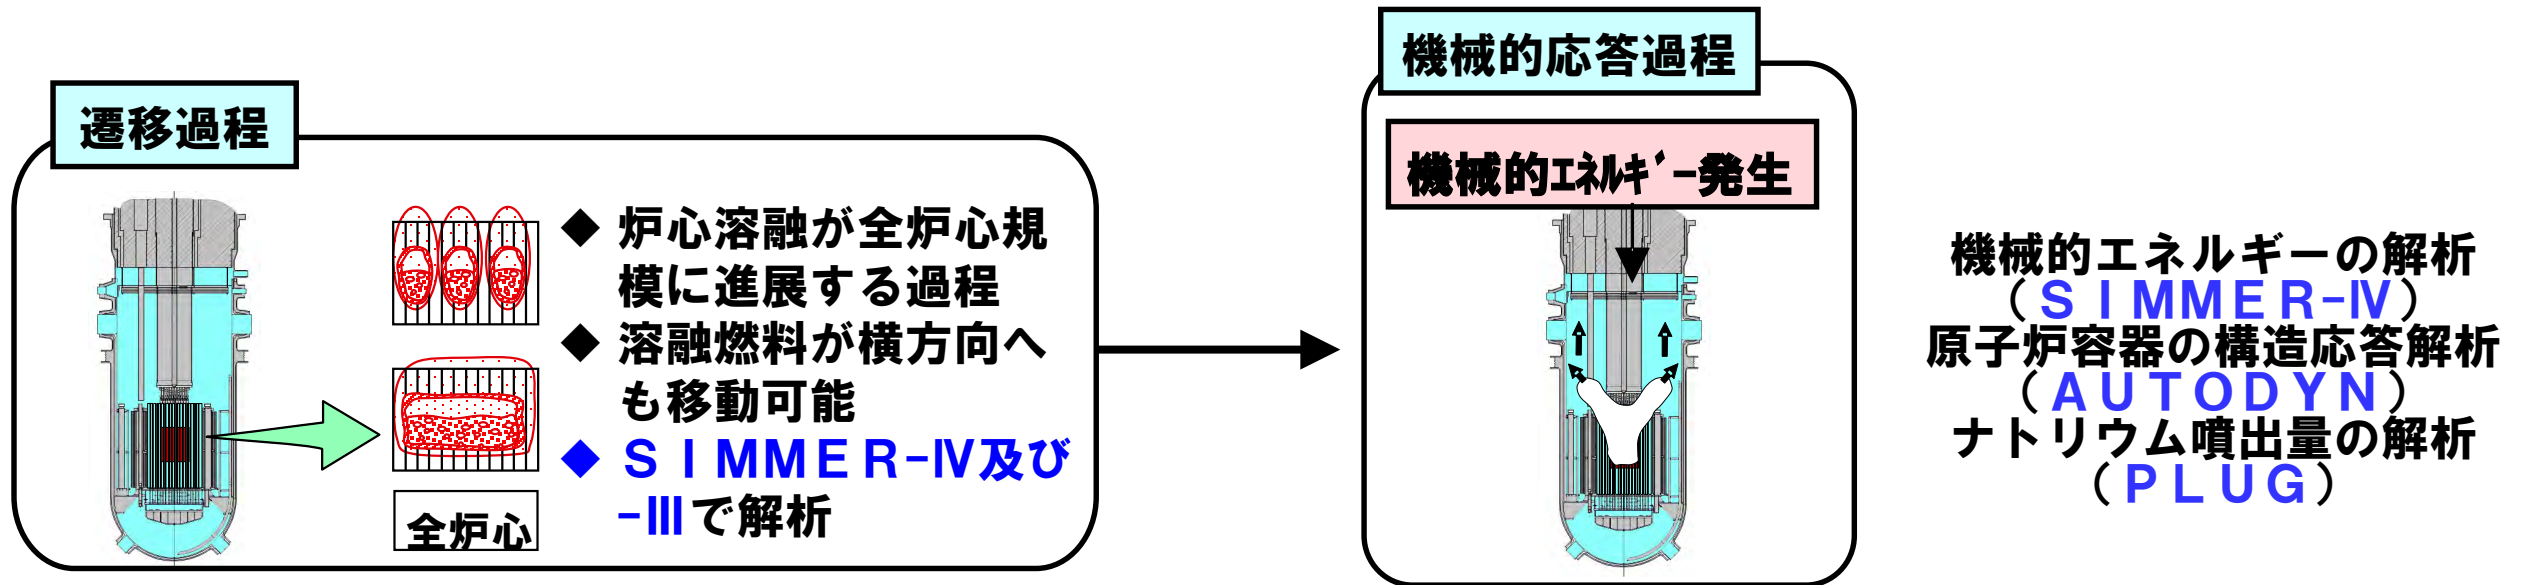 遷移過程
◆ 炉心溶融が全炉心規
模に進展する過程
◆ 溶融燃料が横方向へ
も移動可能
◆ SIMMER-Ⅳ及び
-Ⅲで解析
全炉心
機械的応答過程
機械的ｴﾈﾙｷﾞｰ発生
機械的エネルギーの解析
（SIMMER-Ⅳ）
原子炉容器の構造応答解析
（AUTODYN）
ナトリウム噴出量の解析
（PLUG）